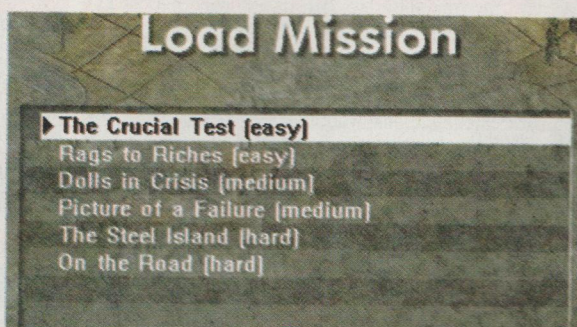 Load Mission
The Crucial Test (easy)
Rags to Riches (easy)
Dolls in Crisis (medium)
Picture of a Failure (medium)
The Steel Island (hard)
On the Road (hard)